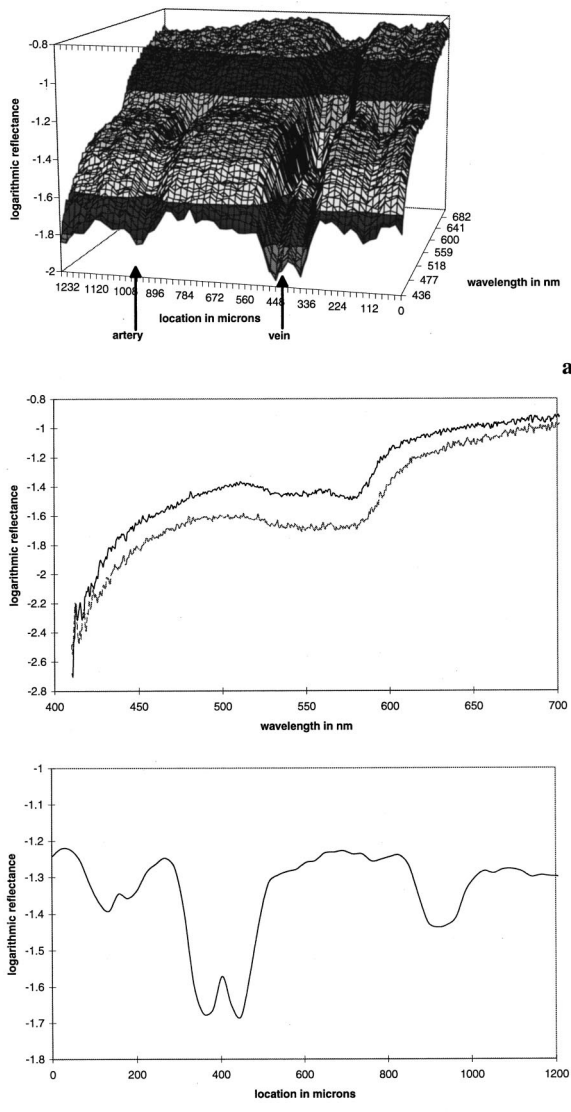 -0.8
-1
-1.2
-1.4
-1.6
-1.8
-2
logarithmic reflectance
1232 1120 1008 896 784 672 560 448 336 224 112 0
location in microns
682
641
600
559
518
477
436
wavelength in nm
artery
vein
a
-0.8
-1
-1.2
-1.4
-1.6
-1.8
-2
-2.2
-2.4
-2.6
-2.8
logarithmic reflectance
400 450 500 550 600 650 700
wavelength in nm
-1
-1.1
-1.2
-1.3
-1.4
-1.5
-1.6
-1.7
-1.8
logarithmic reflectance
0 200 400 600 800 1000 1200
location in microns